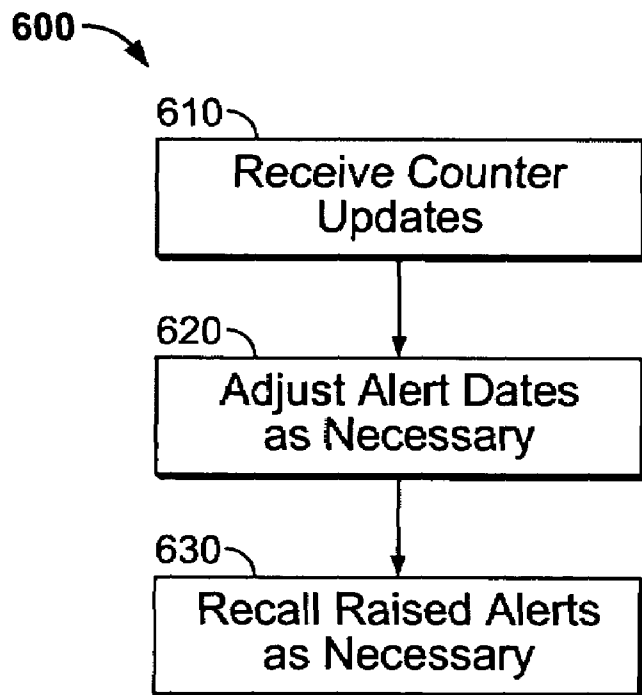 600
610
Receive Counter
Updates
620
Adjust Alert Dates
as Necessary
630
Recall Raised Alerts
as Necessary